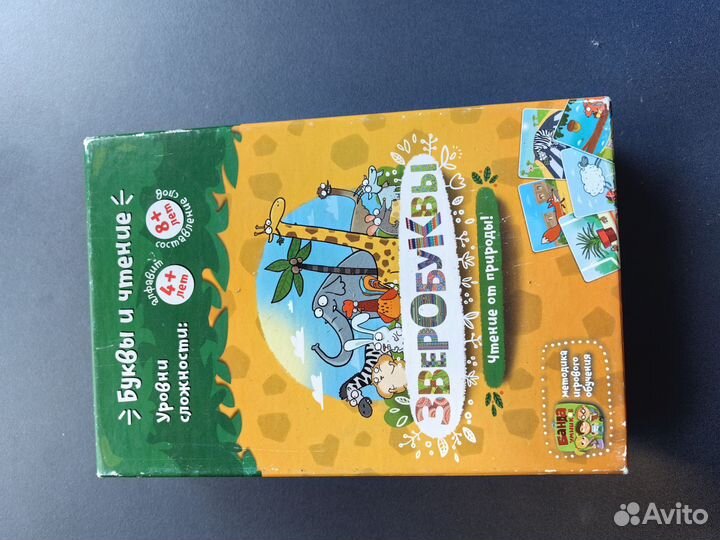 Буквы и чтение
Уровни
сложности:
алфавит
4+
лет
8+
лет
составление слов
ЗВЕРОБУКВЫ
Чтение от природы!
БАНДА
УМНИКОВ
методика
игрового
обучения
Avito